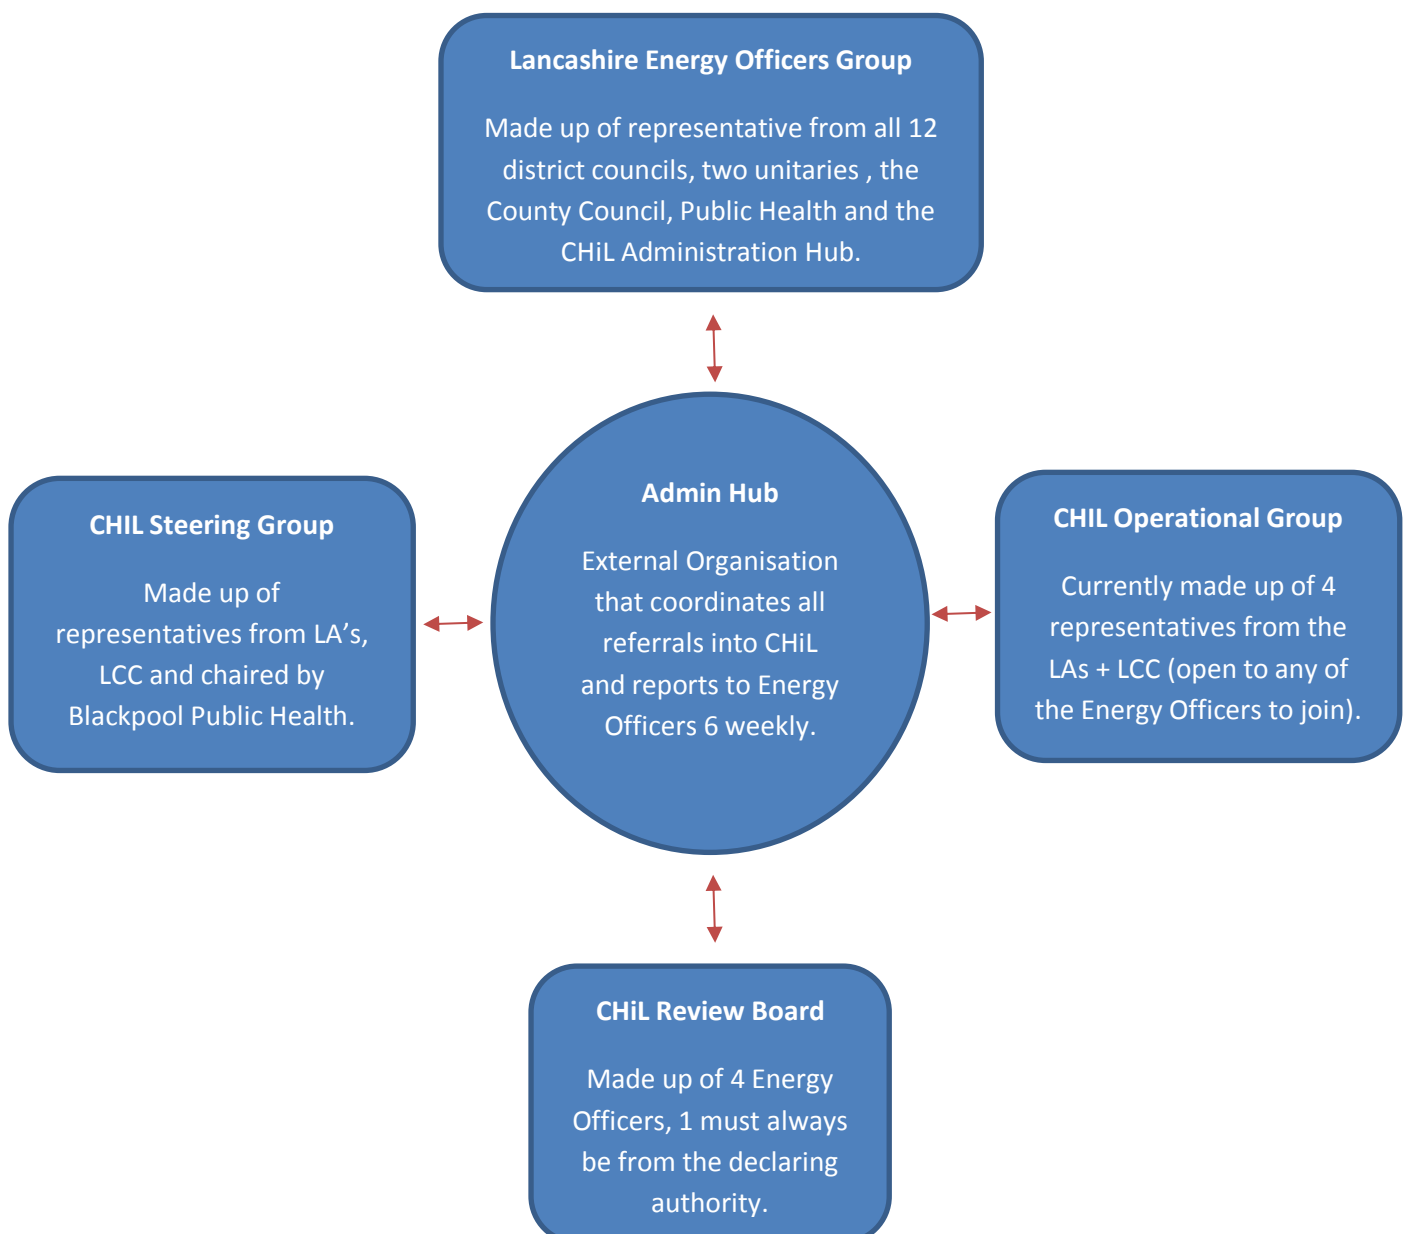 Lancashire Energy Officers Group
Made up of representative from all 12
district councils, two unitaries , the
County Council, Public Health and the
CHiL Administration Hub.
CHIL Steering Group
Made up of
representatives from LA’s,
LCC and chaired by
Blackpool Public Health.
Admin Hub
External Organisation
that coordinates all
referrals into CHiL
and reports to Energy
Officers 6 weekly.
CHIL Operational Group
Currently made up of 4
representatives from the
LAs + LCC (open to any of
the Energy Officers to join).
CHiL Review Board
Made up of 4 Energy
Officers, 1 must always
be from the declaring
authority.